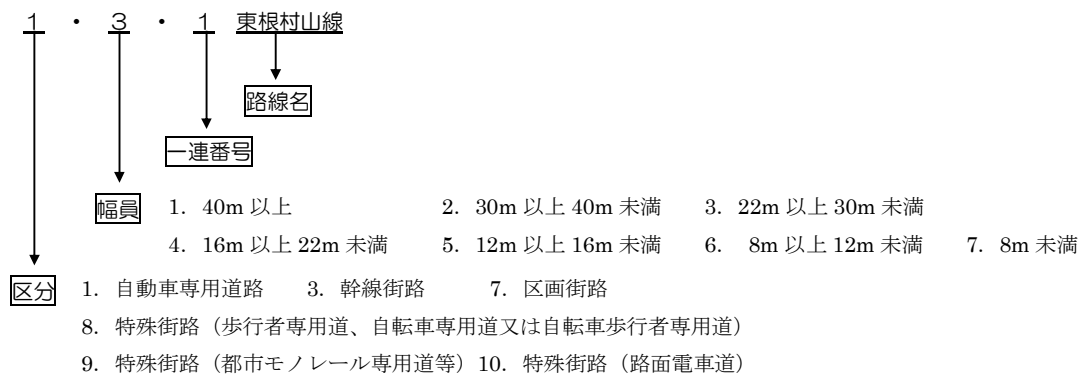 １ ・ ３ ・ １ 東根村山線
路線名
一連番号
幅員 1. 40m 以上 2. 30m 以上 40m 未満 3. 22m 以上 30m 未満
4. 16m 以上 22m 未満 5. 12m 以上 16m 未満 6. 8m 以上 12m 未満 7. 8m 未満
区分 1. 自動車専用道路 3. 幹線街路 7. 区画街路
8. 特殊街路（歩行者専用道、自転車専用道又は自転車歩行者専用道）
9. 特殊街路（都市モノレール専用道等）10. 特殊街路（路面電車道）